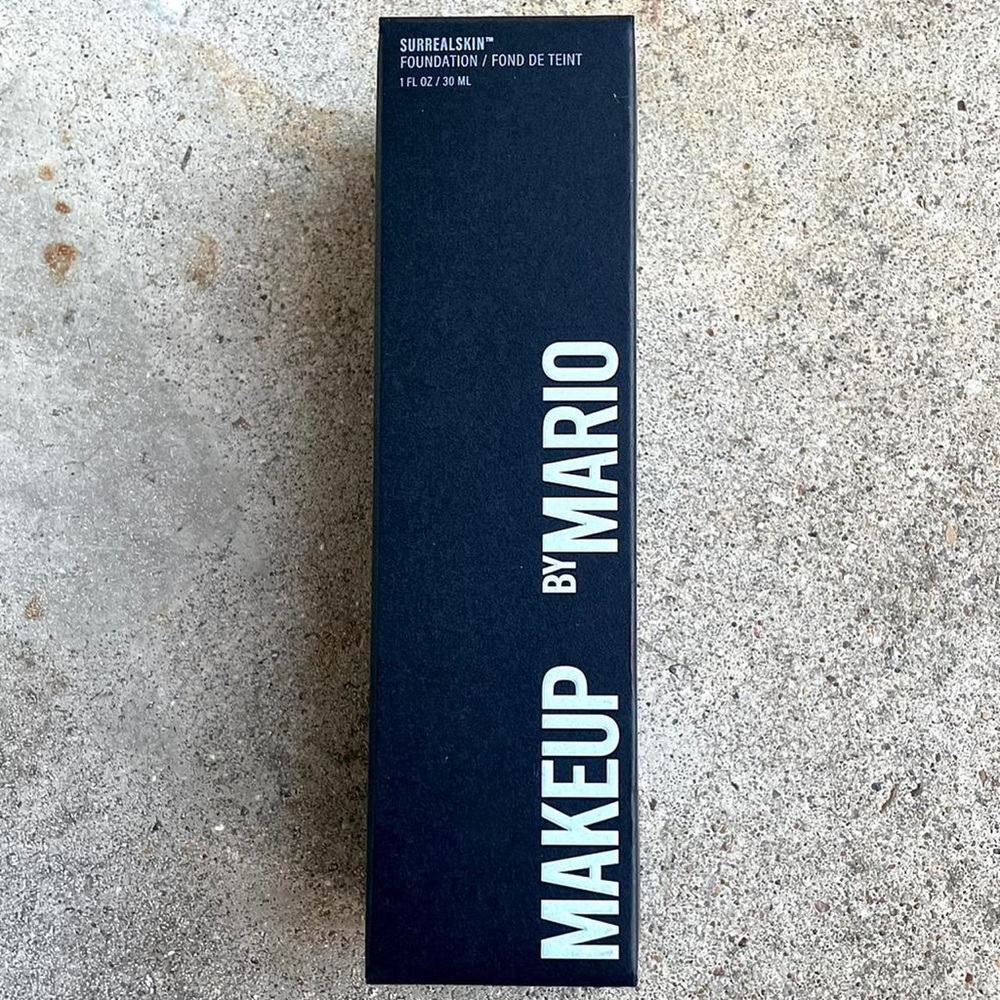 SURREALSKIN™
FOUNDATION / FOND DE TEINT
1 FL OZ / 30 ML
MAKEUP BY MARIO